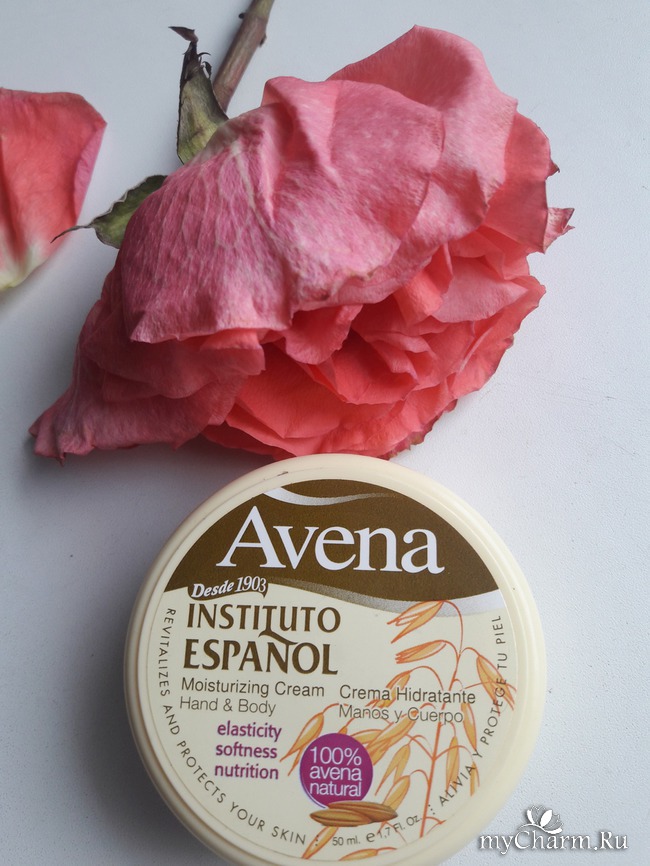 Avena
Desde 1903
INSTITUTO
ESPAÑOL
Moisturizing Cream
Hand & Body
Crema Hidratante
Manos y Cuerpo
elasticity
softness
nutrition
100%
avena
natural
50 ml. e 1.7 Fl. Oz.
REVITALIZES AND PROTECTS YOUR SKIN : ALIVIA Y PROTEGE TU PIEL
myCharm.Ru